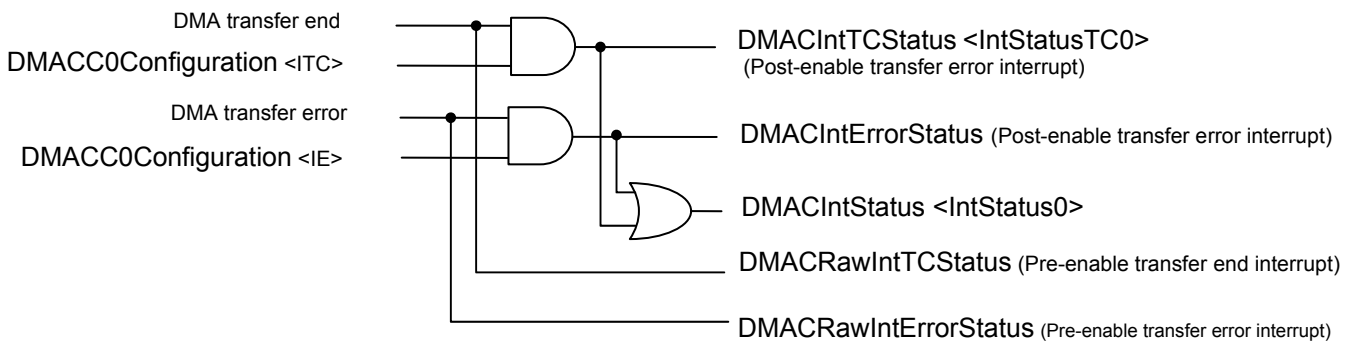 DMA transfer end
DMACC0Configuration <ITC>
DMA transfer error
DMACC0Configuration <IE>
DMACIntTCStatus <IntStatusTC0>
(Post-enable transfer error interrupt)
DMACIntErrorStatus (Post-enable transfer error interrupt)
DMACIntStatus <IntStatus0>
DMACRawIntTCStatus (Pre-enable transfer end interrupt)
DMACRawIntErrorStatus (Pre-enable transfer error interrupt)